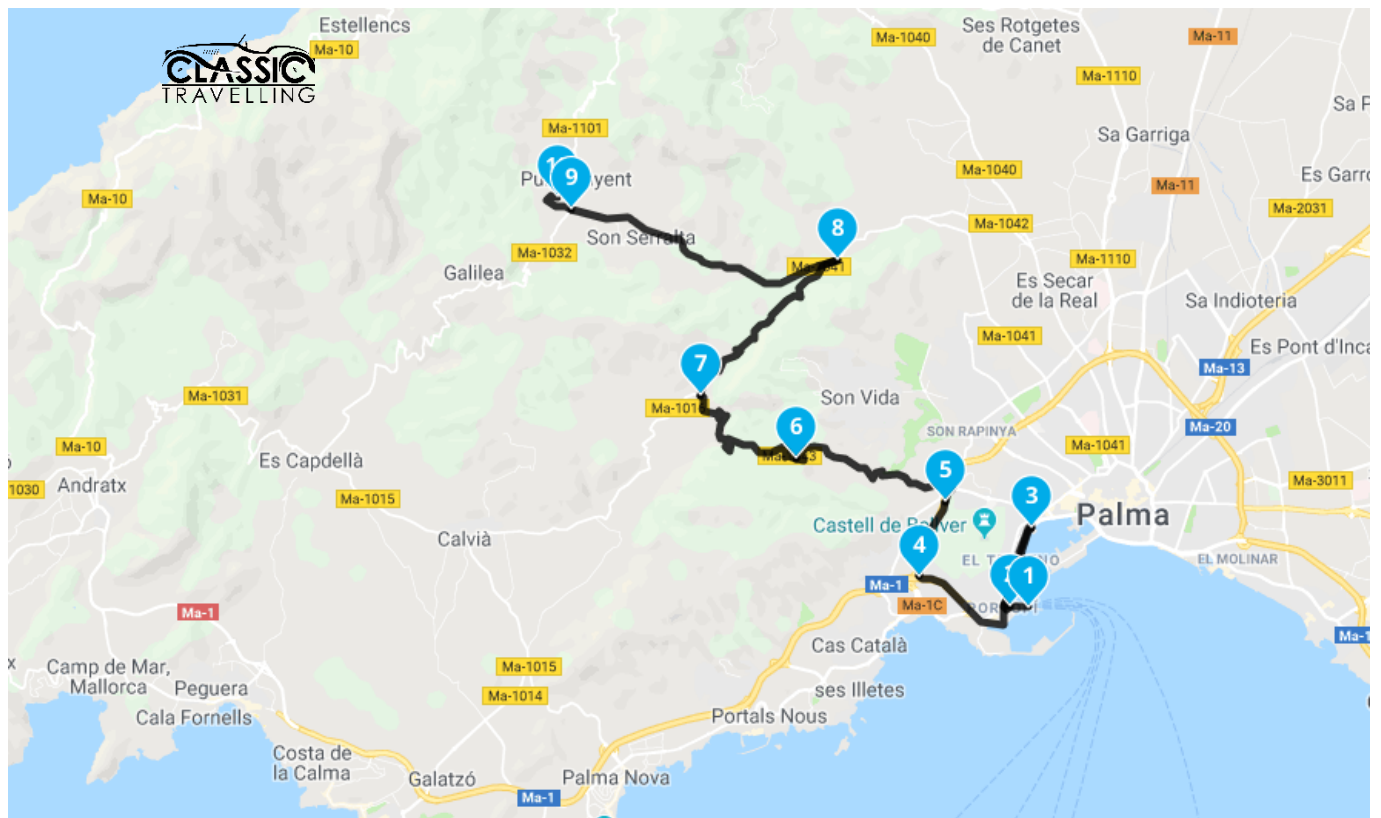 Estellencs
Ma-10
CLASSIC
TRAVELLING
Ma-1040
Ses Rotgetes
de Canet
Ma-11
Ma-1110
Sa Garriga
Ma-1101
Ma-1040
Ma-11
Es Garr
Ma-2031
Ma-10
9
8
Ma-1042
Son Serralta
Ma-1032
Galilea
Ma-1110
Es Secar
de la Real
Sa Indioteria
Ma-1041
Es Pont d'Inca
Ma-13
7
Son Vida
Ma-1031
6
SON RAPINYA
Ma-1041
Ma-20
Ma-10
Es Capdellà
Andratx
1030
Ma-1015
5
Ma-3011
3
Palma
Castell de Bellver
Calvià
4
EL MOLINAR
2
1
Ma-1
Ma-1C
Ma-1
Ma-1
Cas Català
Camp de Mar,
Mallorca
Peguera
Ma-1015
Ma-1014
ses Illetes
Cala Fornells
Portals Nous
Costa de
la Calma
Galatzó
Palma Nova
Ma-1